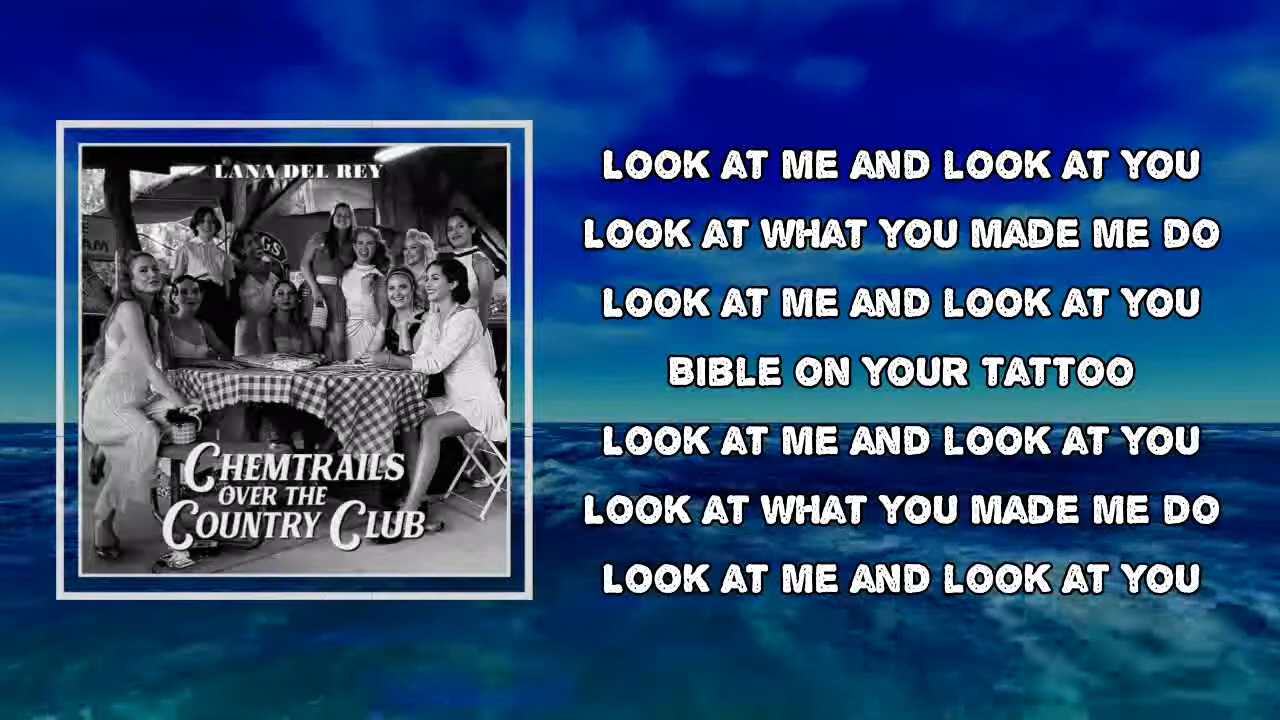 LANA DEL REY
CHEMTRAILS
OVER THE
COUNTRY CLUB
LOOK AT ME AND LOOK AT YOU
LOOK AT WHAT YOU MADE ME DO
LOOK AT ME AND LOOK AT YOU
BIBLE ON YOUR TATTOO
LOOK AT ME AND LOOK AT YOU
LOOK AT WHAT YOU MADE ME DO
LOOK AT ME AND LOOK AT YOU